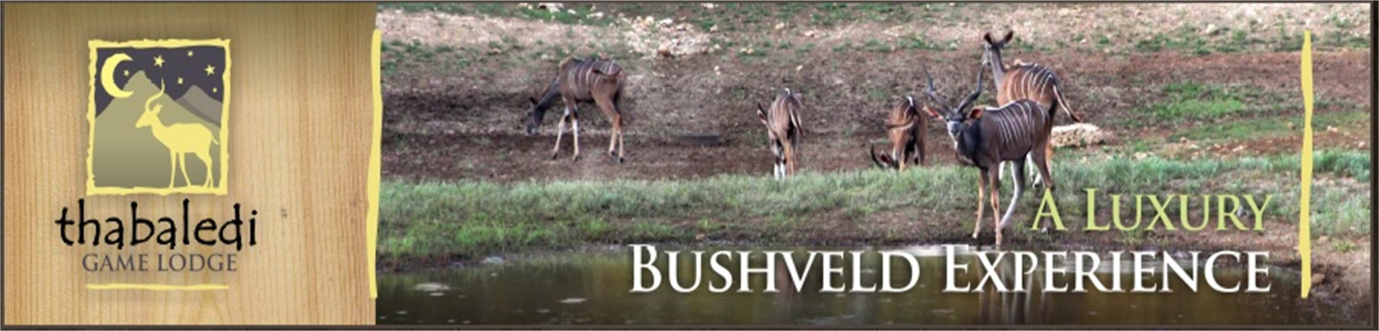 thabaledi
GAME LODGE
A LUXURY
BUSHVELD EXPERIENCE